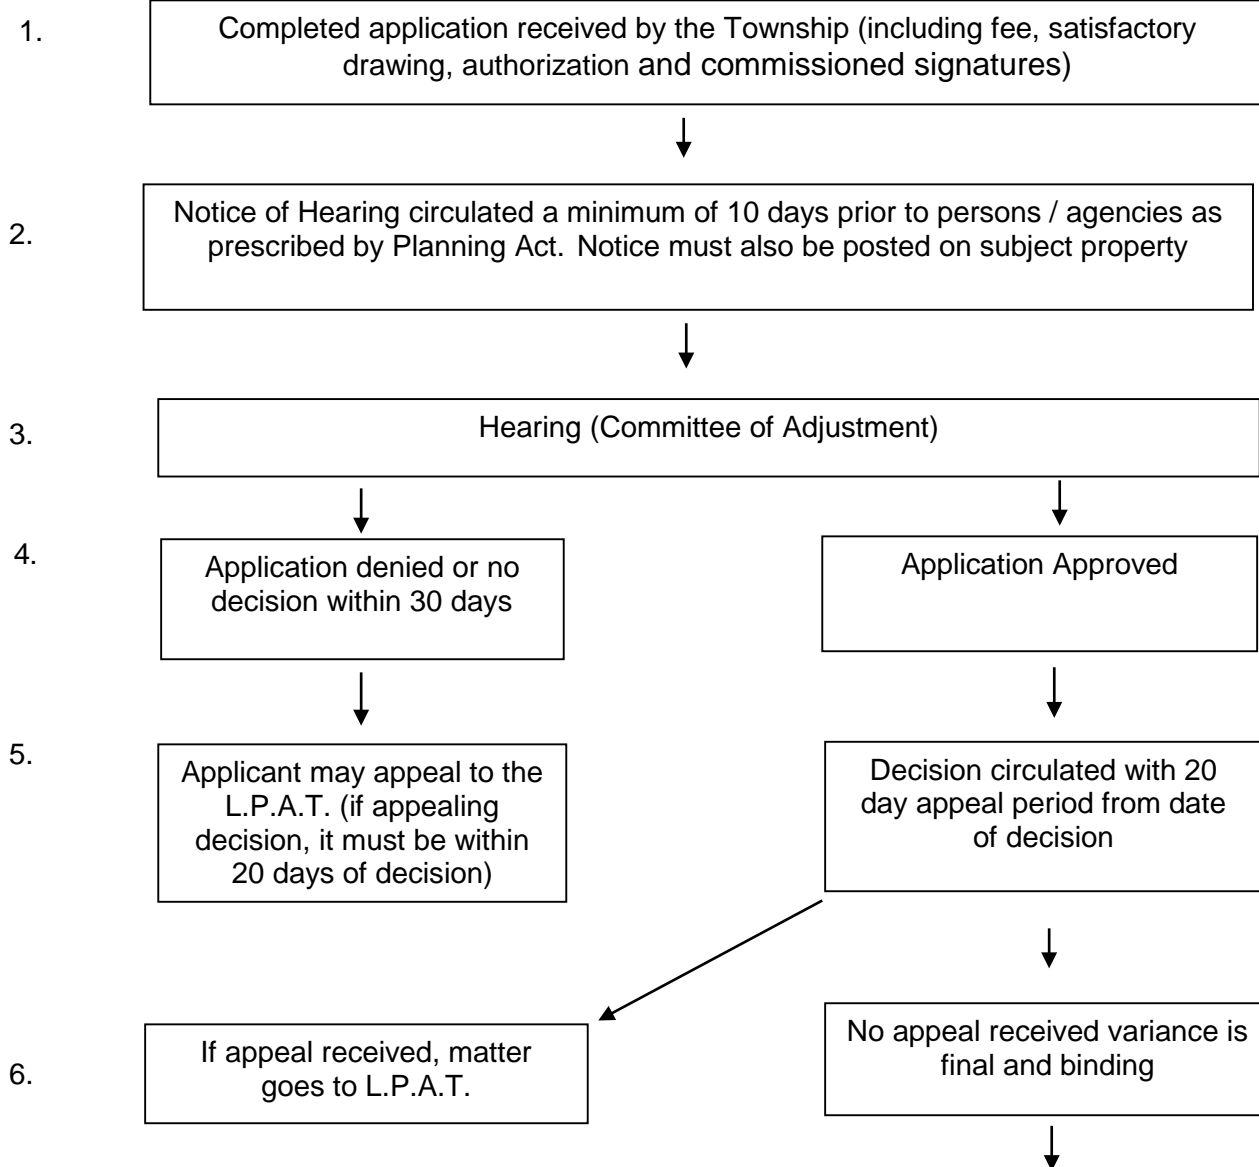 1.
Completed application received by the Township (including fee, satisfactory
drawing, authorization and commissioned signatures)
2.
Notice of Hearing circulated a minimum of 10 days prior to persons / agencies as
prescribed by Planning Act. Notice must also be posted on subject property
3.
Hearing (Committee of Adjustment)
4.
Application denied or no
decision within 30 days
Application Approved
5.
Applicant may appeal to the
L.P.A.T. (if appealing
decision, it must be within
20 days of decision)
Decision circulated with 20
day appeal period from date
of decision
6.
If appeal received, matter
goes to L.P.A.T.
No appeal received variance is
final and binding